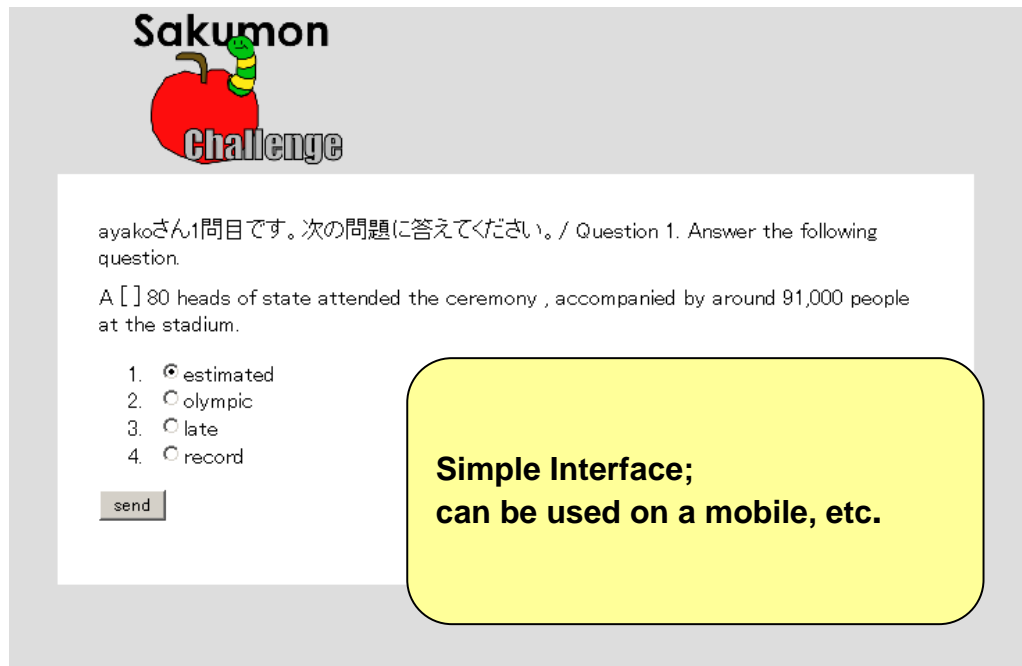 Sakumon
Challenge
ayakoさん1問目です。次の問題に答えてください。/ Question 1. Answer the following
question.
A [ ] 80 heads of state attended the ceremony , accompanied by around 91,000 people
at the stadium.
1. estimated
2. olympic
3. late
4. record
send
Simple Interface;
can be used on a mobile, etc.